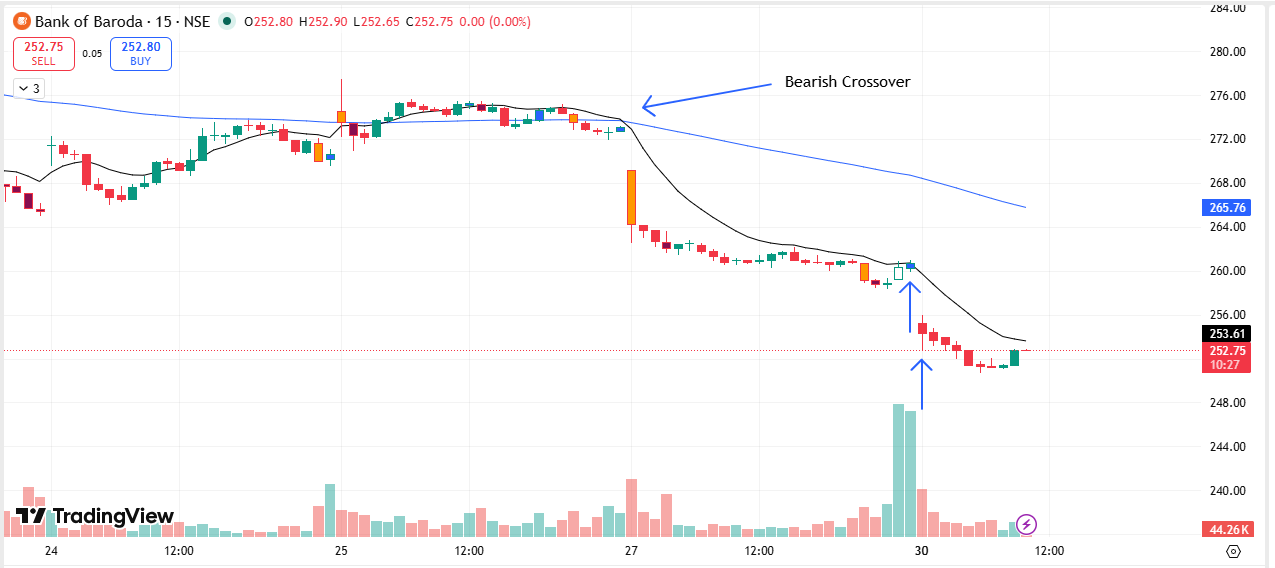 Bank of Baroda · 15 · NSE O252.80 H252.90 L252.65 C252.75 0.00 (0.00%)
252.75
SELL
0.05
252.80
BUY
3
Bearish Crossover
284.00
280.00
276.00
272.00
268.00
265.76
264.00
260.00
256.00
253.61
252.75
10:27
248.00
244.00
240.00
44.26K
TradingView
24 12:00 25 12:00 27 12:00 30 12:00